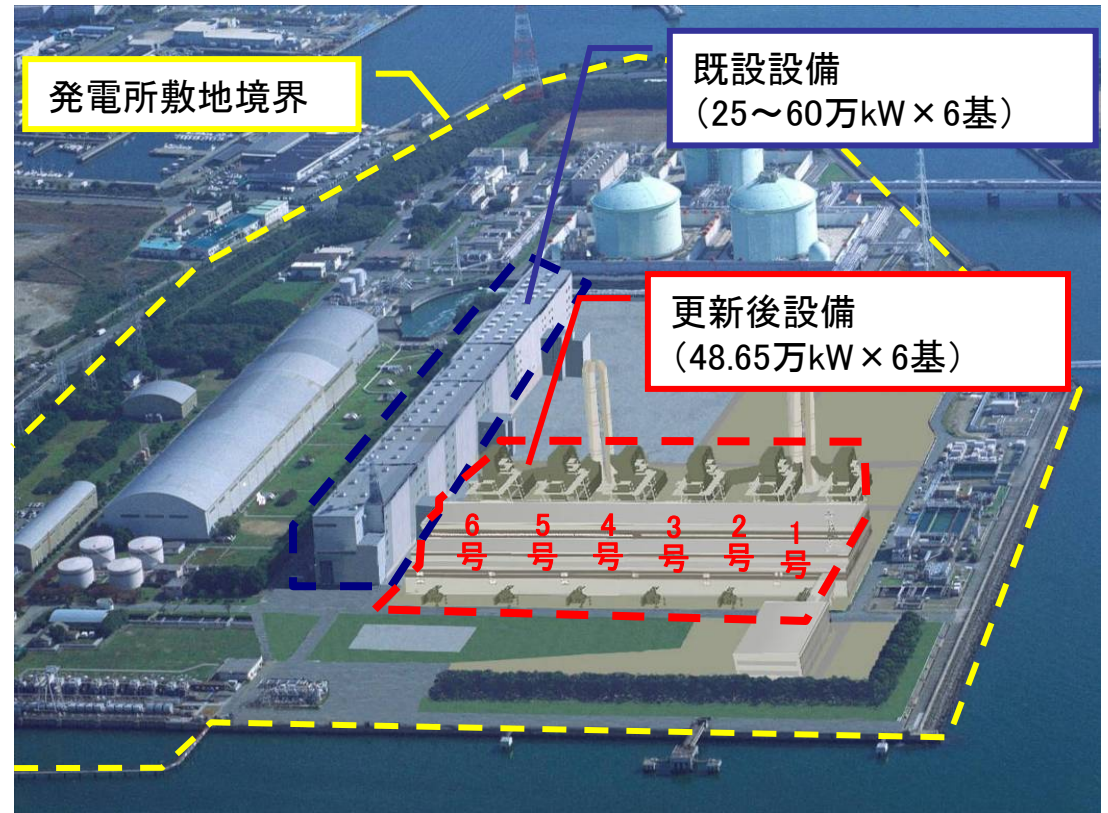 発電所敷地境界
既設設備
（25～60万kW×6基）
更新後設備
（48.65万kW×6基）
6号
5号
4号
3号
2号
1号